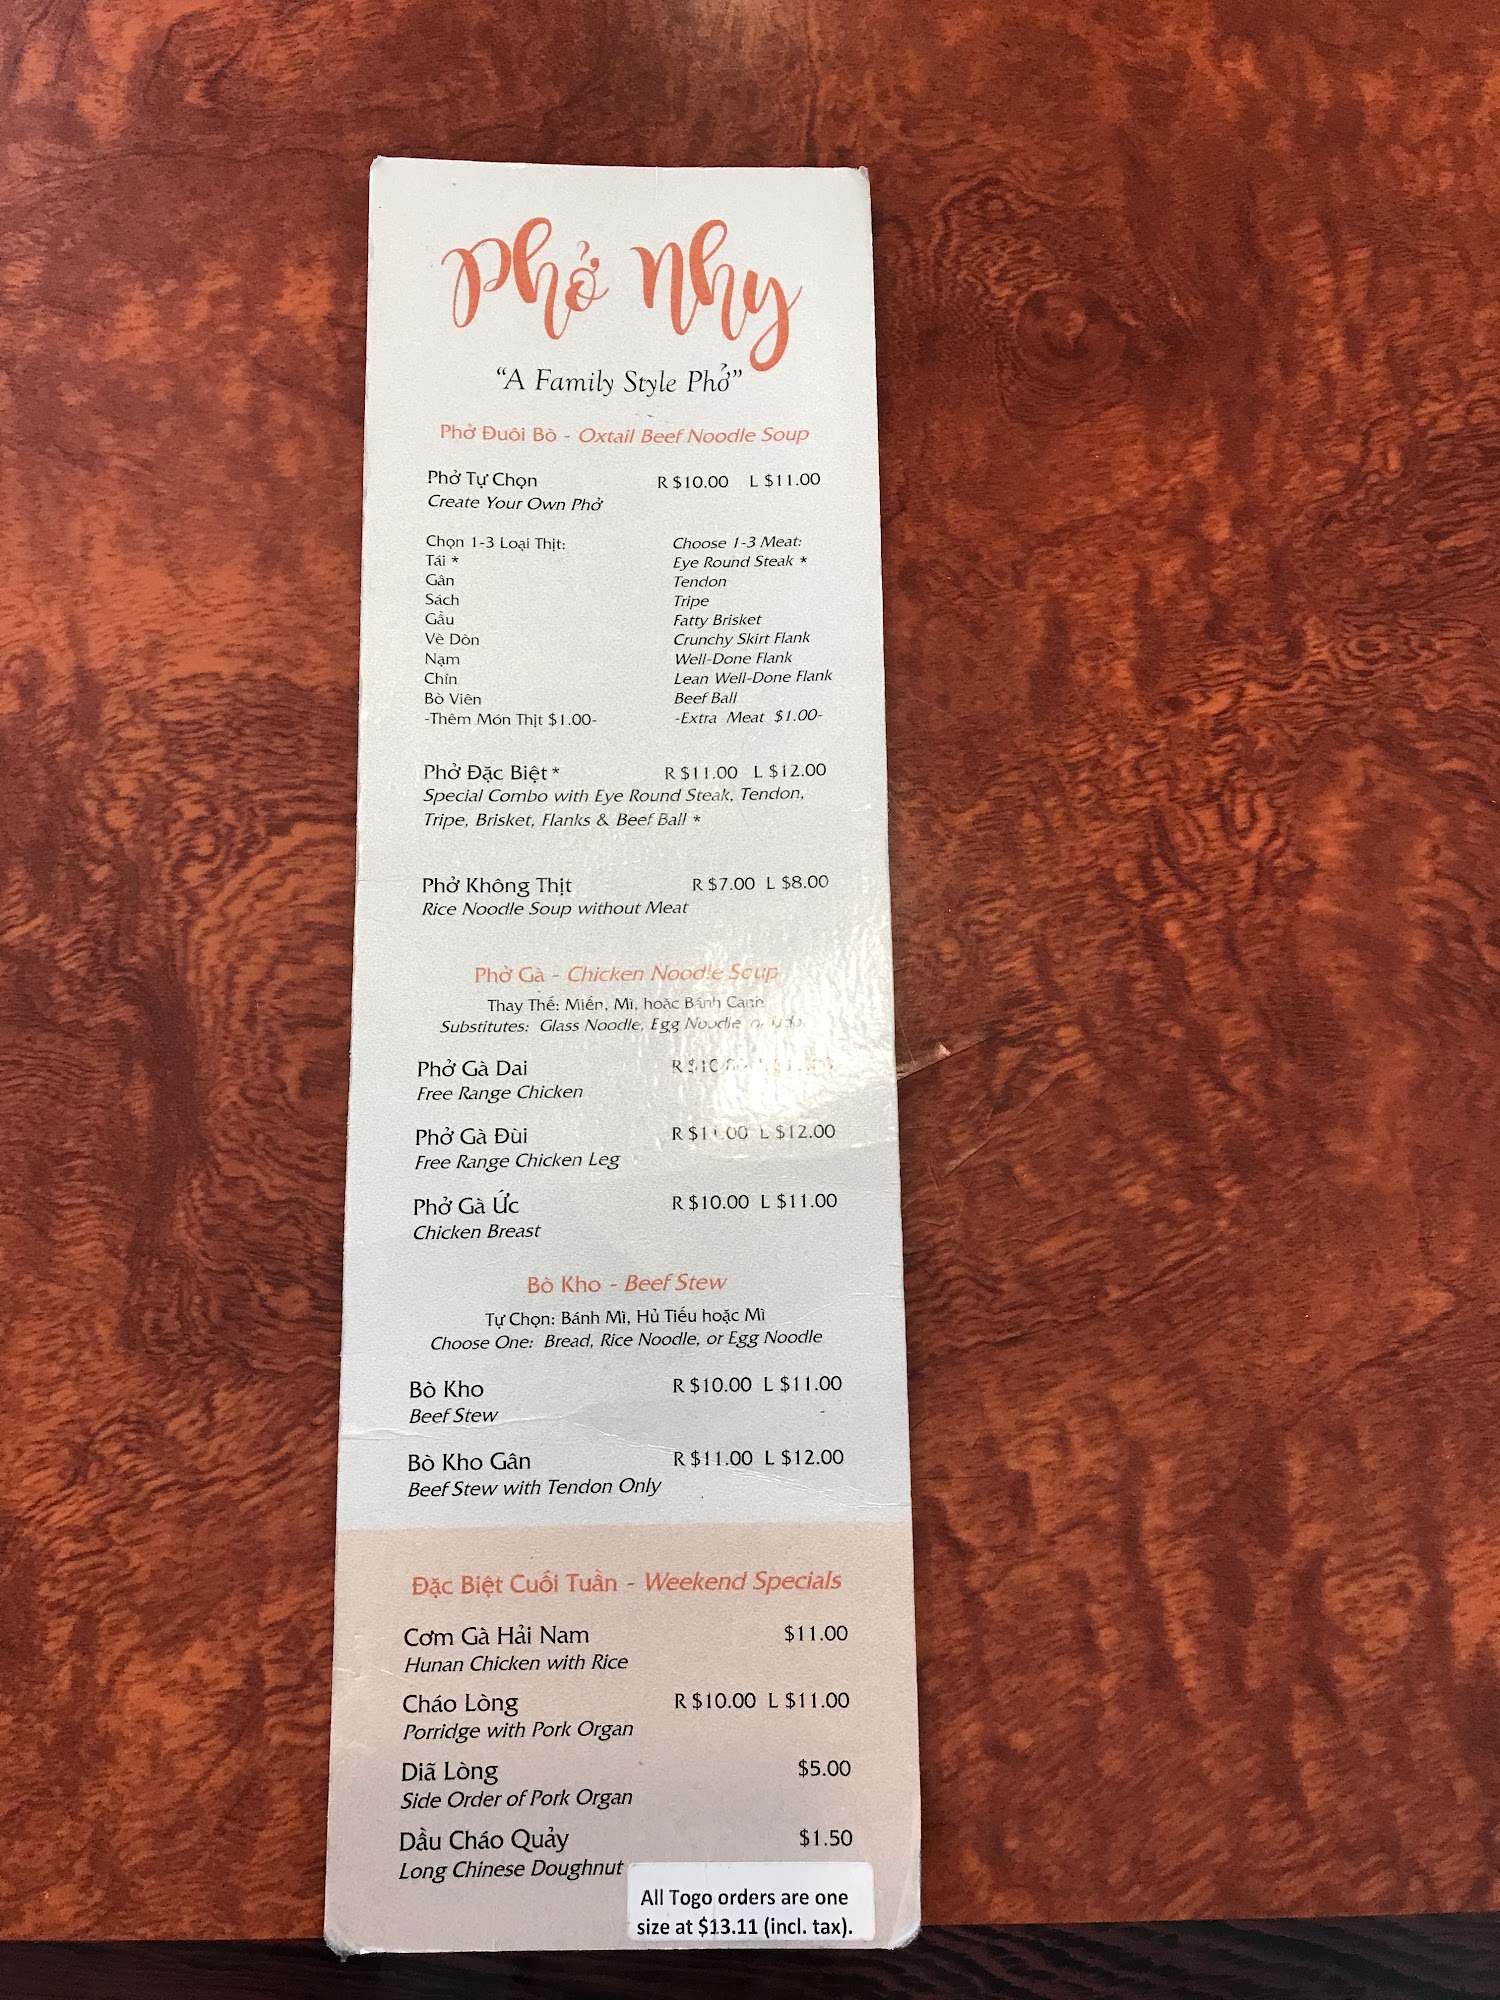 Phở Nhy
“A Family Style Phở”
Phở Đuôi Bò - Oxtail Beef Noodle Soup
Phở Tự Chọn R $10.00 L $11.00
Create Your Own Phở
Chọn 1-3 Loại Thịt: Choose 1-3 Meat:
Tái * Eye Round Steak *
Gân Tendon
Sách Tripe
Gầu Fatty Brisket
Vè Dòn Crunchy Skirt Flank
Nạm Well-Done Flank
Chín Lean Well-Done Flank
Bò Viên Beef Ball
-Thêm Món Thịt $1.00- -Extra Meat $1.00-
Phở Đặc Biệt * R $11.00 L $12.00
Special Combo with Eye Round Steak, Tendon,
Tripe, Brisket, Flanks & Beef Ball *
Phở Không Thịt R $7.00 L $8.00
Rice Noodle Soup without Meat
Phở Gà - Chicken Noodle Soup
Thay Thế: Miến, Mì, hoặc Bánh Canh
Substitutes: Glass Noodle, Egg Noodle
Phở Gà Dai R
Free Range Chicken
Phở Gà Đùi R $11.00 L $12.00
Free Range Chicken Leg
Phở Gà Ức R $10.00 L $11.00
Chicken Breast
Bò Kho - Beef Stew
Tự Chọn: Bánh Mì, Hủ Tiếu hoặc Mì
Choose One: Bread, Rice Noodle, or Egg Noodle
Bò Kho R $10.00 L $11.00
Beef Stew
Bò Kho Gân R $11.00 L $12.00
Beef Stew with Tendon Only
Đặc Biệt Cuối Tuần - Weekend Specials
Cơm Gà Hải Nam $11.00
Hunan Chicken with Rice
Cháo Lòng R $10.00 L $11.00
Porridge with Pork Organ
Diã Lòng $5.00
Side Order of Pork Organ
Dầu Cháo Quảy $1.50
Long Chinese Doughnut
All Togo orders are one
size at $13.11 (incl. tax).